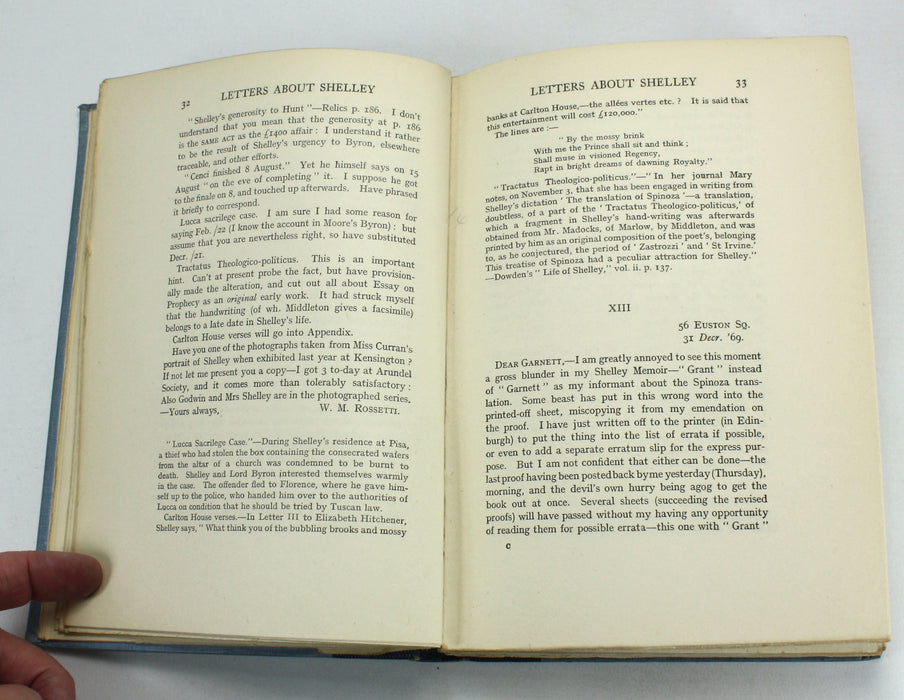 32
LETTERS ABOUT SHELLEY
"Shelley's generosity to Hunt"—Relics p. 186. I don't
understand that you mean that the generosity at p. 186
is the SAME ACT as the £1400 affair: I understand it rather
to be the result of Shelley's urgency to Byron, elsewhere
traceable, and other efforts.
"Cenci finished 8 August." Yet he himself says on 15
August "on the eve of completing" it. I suppose he got
to the finale on 8, and touched up afterwards. Have phrased
it briefly to correspond.
Lucca sacrilege case. I am sure I had some reason for
saying Feb. /22 (I know the account in Moore's Byron): but
assume that you are nevertheless right, so have substituted
Decr. /21.
Tractatus Theologico-politicus. This is an important
hint. Can't at present probe the fact, but have provision-
ally made the alteration, and cut out all about Essay on
Prophecy as an original early work. It had struck myself
that the handwriting (of wh. Middleton gives a facsimile)
belongs to a late date in Shelley's life.
Carlton House verses will go into Appendix.
Have you one of the photographs taken from Miss Curran's
portrait of Shelley when exhibited last year at Kensington?
If not let me present you a copy—I got 3 to-day at Arundel
Society, and it comes more than tolerably satisfactory:
Also Godwin and Mrs Shelley are in the photographed series.
—Yours always, W. M. ROSSETTI.
"Lucca Sacrilege Case."—During Shelley's residence at Pisa,
a thief who had stolen the box containing the consecrated wafers
from the altar of a church was condemned to be burnt to
death. Shelley and Lord Byron interested themselves warmly
in the case. The offender fled to Florence, where he gave him-
self up to the police, who handed him over to the authorities of
Lucca on condition that he should be tried by Tuscan law.
Carlton House verses.—In Letter III to Elizabeth Hitchener,
Shelley says, "What think you of the bubbling brooks and mossy
LETTERS ABOUT SHELLEY
33
banks at Carlton House,—the allées vertes etc.? It is said that
this entertainment will cost £120,000."
The lines are:—
"By the mossy brink
With me the Prince shall sit and think;
Shall muse in visioned Regency,
Rapt in bright dreams of dawning Royalty."
"Tractatus Theologico-politicus."—"In her journal Mary
notes, on November 3, that she has been engaged in writing from
Shelley's dictation 'The translation of Spinoza'—a translation,
doubtless, of a part of the 'Tractatus Theologico-politicus,' of
which a fragment in Shelley's hand-writing was afterwards
obtained from Mr. Madocks, of Marlow, by Middleton, and was
printed by him as an original composition of the poet's, belonging
to, as he conjectured, the period of 'Zastrozzi' and 'St Irvine.'
This treatise of Spinoza had a peculiar attraction for Shelley."
—Dowden's "Life of Shelley," vol. ii. p. 137.
XIII
56 EUSTON SQ.
31 Decr. '69.
DEAR GARNETT,—I am greatly annoyed to see this moment
a gross blunder in my Shelley Memoir—"Grant" instead
of "Garnett" as my informant about the Spinoza trans-
lation. Some beast has put in this wrong word into the
printed-off sheet, miscopying it from my emendation on
the proof. I have just written off to the printer (in Edin-
burgh) to put the thing into the list of errata if possible,
or even to add a separate erratum slip for the express pur-
pose. But I am not confident that either can be done—the
last proof having been posted back by me yesterday (Thursday),
morning, and the devil's own hurry being agog to get the
book out at once. Several sheets (succeeding the revised
proofs) will have passed without my having any opportunity
of reading them for possible errata—this one with "Grant"
C